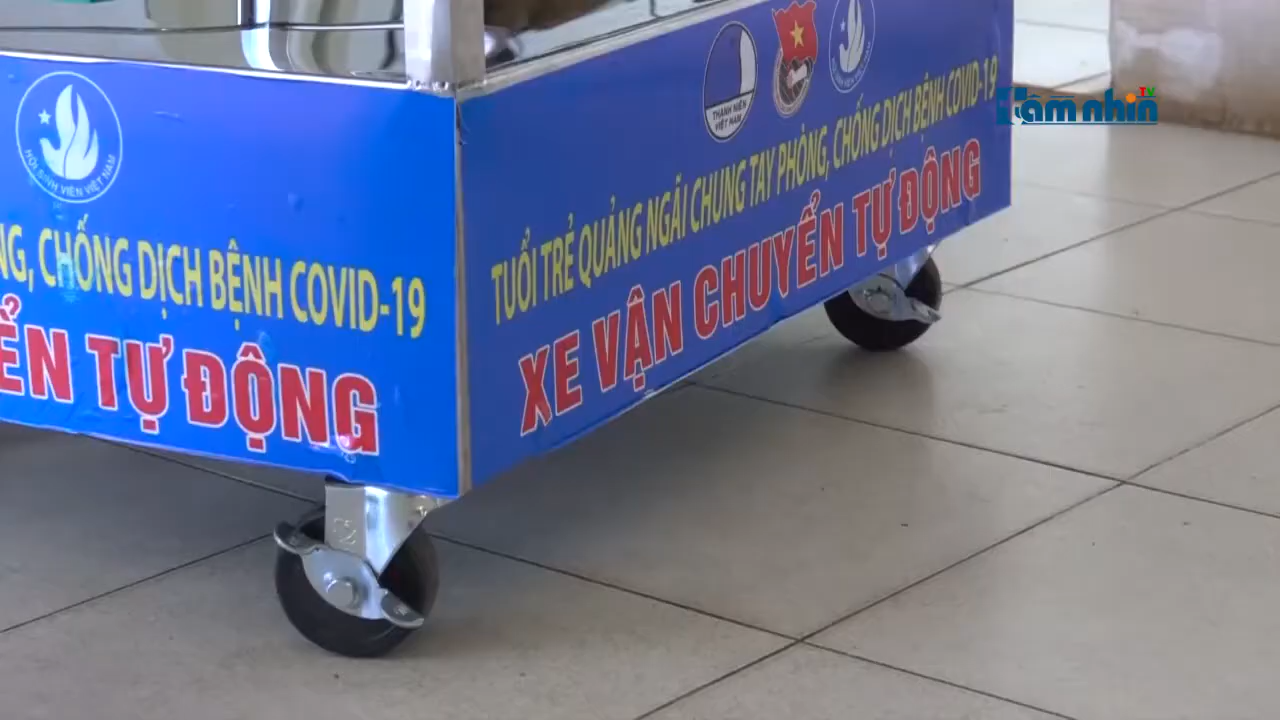 HỘI SINH VIÊN VIỆT NAM
NG, CHỐNG DỊCH BỆNH COVID-19
ỂN TỰ ĐỘNG
THANH NIÊN
VIỆT NAM
TUỔI TRẺ QUẢNG NGÃI CHUNG TAY PHÒNG, CHỐNG DỊCH BỆNH COVID-19
XE VẬN CHUYỂN TỰ ĐỘNG
Tầm nhìn TV